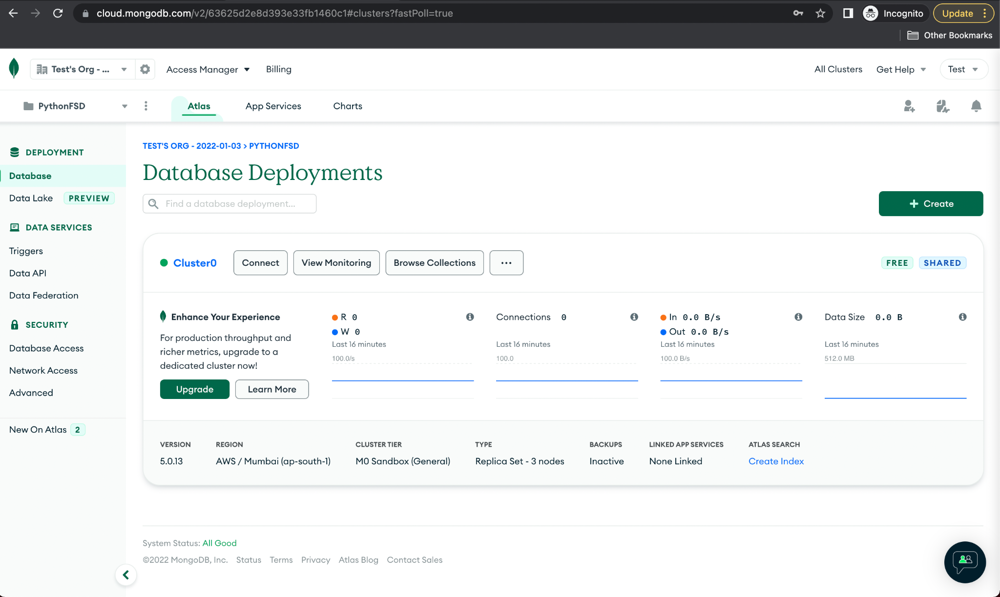 cloud.mongodb.com/v2/63625d2e8d393e33fb1460c1#clusters?fastPoll=true
Incognito
Update
Other Bookmarks
Test's Org - ...
Access Manager
Billing
All Clusters
Get Help
Test
PythonFSD
Atlas
App Services
Charts
DEPLOYMENT
Database
Data Lake PREVIEW
DATA SERVICES
Triggers
Data API
Data Federation
SECURITY
Database Access
Network Access
Advanced
New On Atlas 2
TEST'S ORG - 2022-01-03 > PYTHONFSD
Database Deployments
Find a database deployment...
+ Create
Cluster0
Connect
View Monitoring
Browse Collections
...
FREE
SHARED
Enhance Your Experience
For production throughput and
richer metrics, upgrade to a
dedicated cluster now!
Upgrade
Learn More
R 0
W 0
Last 16 minutes
100.0/s
Connections 0
Last 16 minutes
100.0
In 0.0 B/s
Out 0.0 B/s
Last 16 minutes
100.0 B/s
Data Size 0.0 B
Last 16 minutes
512.0 MB
VERSION
5.0.13
REGION
AWS / Mumbai (ap-south-1)
CLUSTER TIER
M0 Sandbox (General)
TYPE
Replica Set - 3 nodes
BACKUPS
Inactive
LINKED APP SERVICES
None Linked
ATLAS SEARCH
Create Index
System Status: All Good
©2022 MongoDB, Inc. Status Terms Privacy Atlas Blog Contact Sales